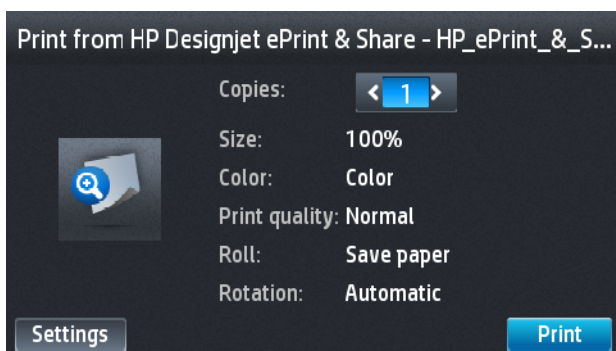 Print from HP Designjet ePrint & Share - HP_ePrint_&_S...
Copies: 1
Size: 100%
Color: Color
Print quality: Normal
Roll: Save paper
Rotation: Automatic
Settings Print